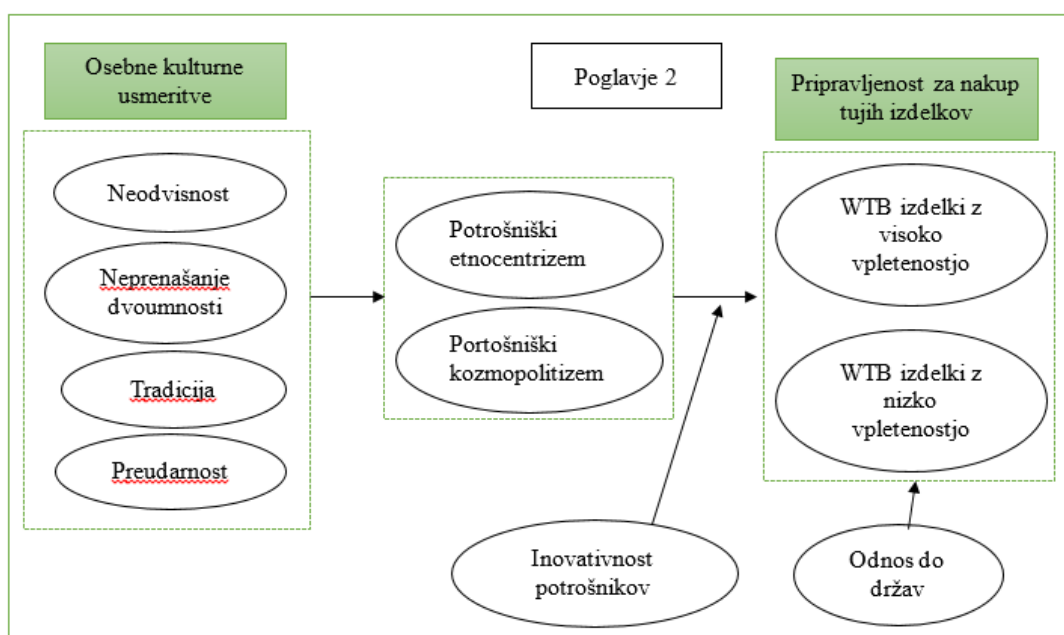 Osebne kulturne
usmeritve
Neodvisnost
Neprenašanje
dvoumnosti
Tradicija
Preudarnost
Poglavje 2
Potrošniški
etnocentrizem
Portošniški
kozmopolitizem
Inovativnost
potrošnikov
Pripravljenost za nakup
tujih izdelkov
WTB izdelki z
visoko
vpletenostjo
WTB izdelki z
nizko
vpletenostjo
Odnos do
držav